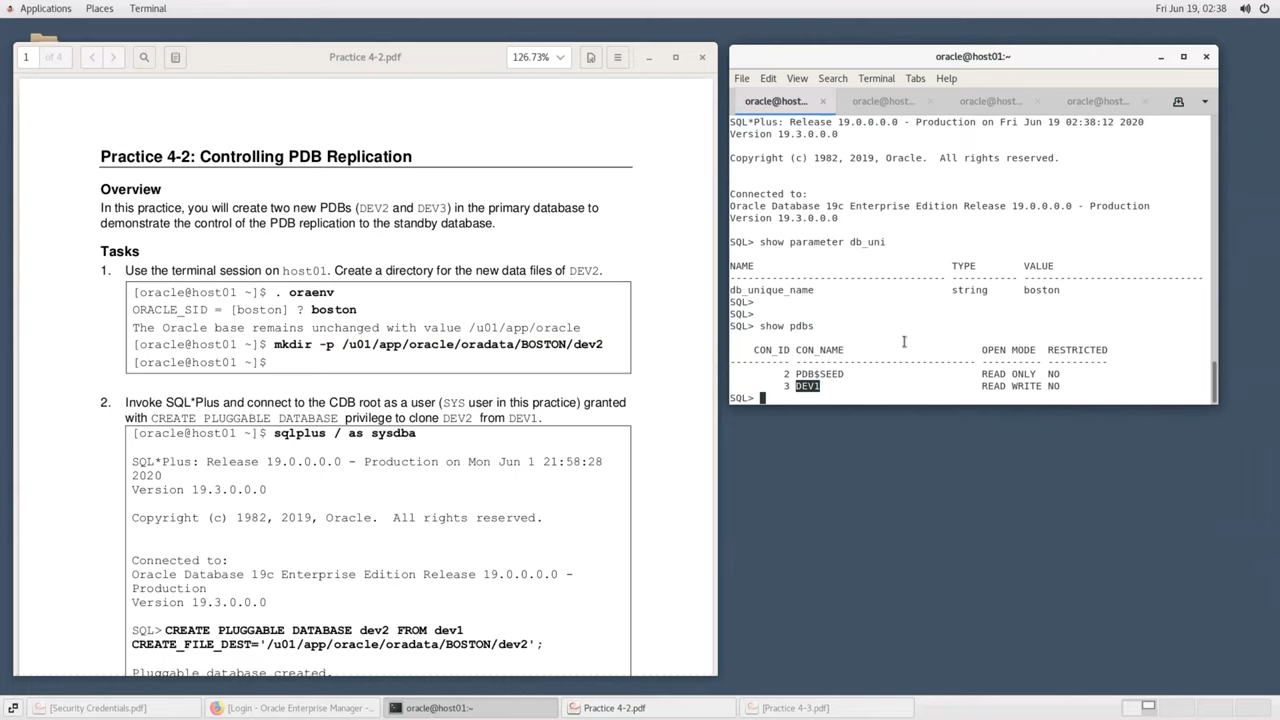 Applications Places Terminal Fri Jun 19, 02:38
1 of 4 Practice 4-2.pdf 126.73%
Practice 4-2: Controlling PDB Replication
Overview
In this practice, you will create two new PDBs (DEV2 and DEV3) in the primary database to
demonstrate the control of the PDB replication to the standby database.
Tasks
1. Use the terminal session on host01. Create a directory for the new data files of DEV2.
[oracle@host01 ~]$ . oraenv
ORACLE_SID = [boston] ? boston
The Oracle base remains unchanged with value /u01/app/oracle
[oracle@host01 ~]$ mkdir -p /u01/app/oracle/oradata/BOSTON/dev2
[oracle@host01 ~]$
2. Invoke SQL*Plus and connect to the CDB root as a user (SYS user in this practice) granted
with CREATE PLUGGABLE DATABASE privilege to clone DEV2 from DEV1.
[oracle@host01 ~]$ sqlplus / as sysdba
SQL*Plus: Release 19.0.0.0.0 - Production on Mon Jun 1 21:58:28
2020
Version 19.3.0.0.0
Copyright (c) 1982, 2019, Oracle. All rights reserved.
Connected to:
Oracle Database 19c Enterprise Edition Release 19.0.0.0.0 -
Production
Version 19.3.0.0.0
SQL> CREATE PLUGGABLE DATABASE dev2 FROM dev1
CREATE_FILE_DEST='/u01/app/oracle/oradata/BOSTON/dev2';
Pluggable database created.
oracle@host01:~
File Edit View Search Terminal Tabs Help
oracle@host... oracle@host... oracle@host... oracle@host...
SQL*Plus: Release 19.0.0.0.0 - Production on Fri Jun 19 02:38:12 2020
Version 19.3.0.0.0
Copyright (c) 1982, 2019, Oracle. All rights reserved.
Connected to:
Oracle Database 19c Enterprise Edition Release 19.0.0.0.0 - Production
Version 19.3.0.0.0
SQL> show parameter db_uni
NAME TYPE VALUE
------------------------------------ ----------- ------------------------------
db_unique_name string boston
SQL>
SQL>
SQL> show pdbs
CON_ID CON_NAME OPEN MODE RESTRICTED
---------- ------------------------------ ---------- ----------
2 PDB$SEED READ ONLY NO
3 DEV1 READ WRITE NO
SQL>
[Security Credentials.pdf] [Login - Oracle Enterprise Manager -... oracle@host01:~ Practice 4-2.pdf [Practice 4-3.pdf]